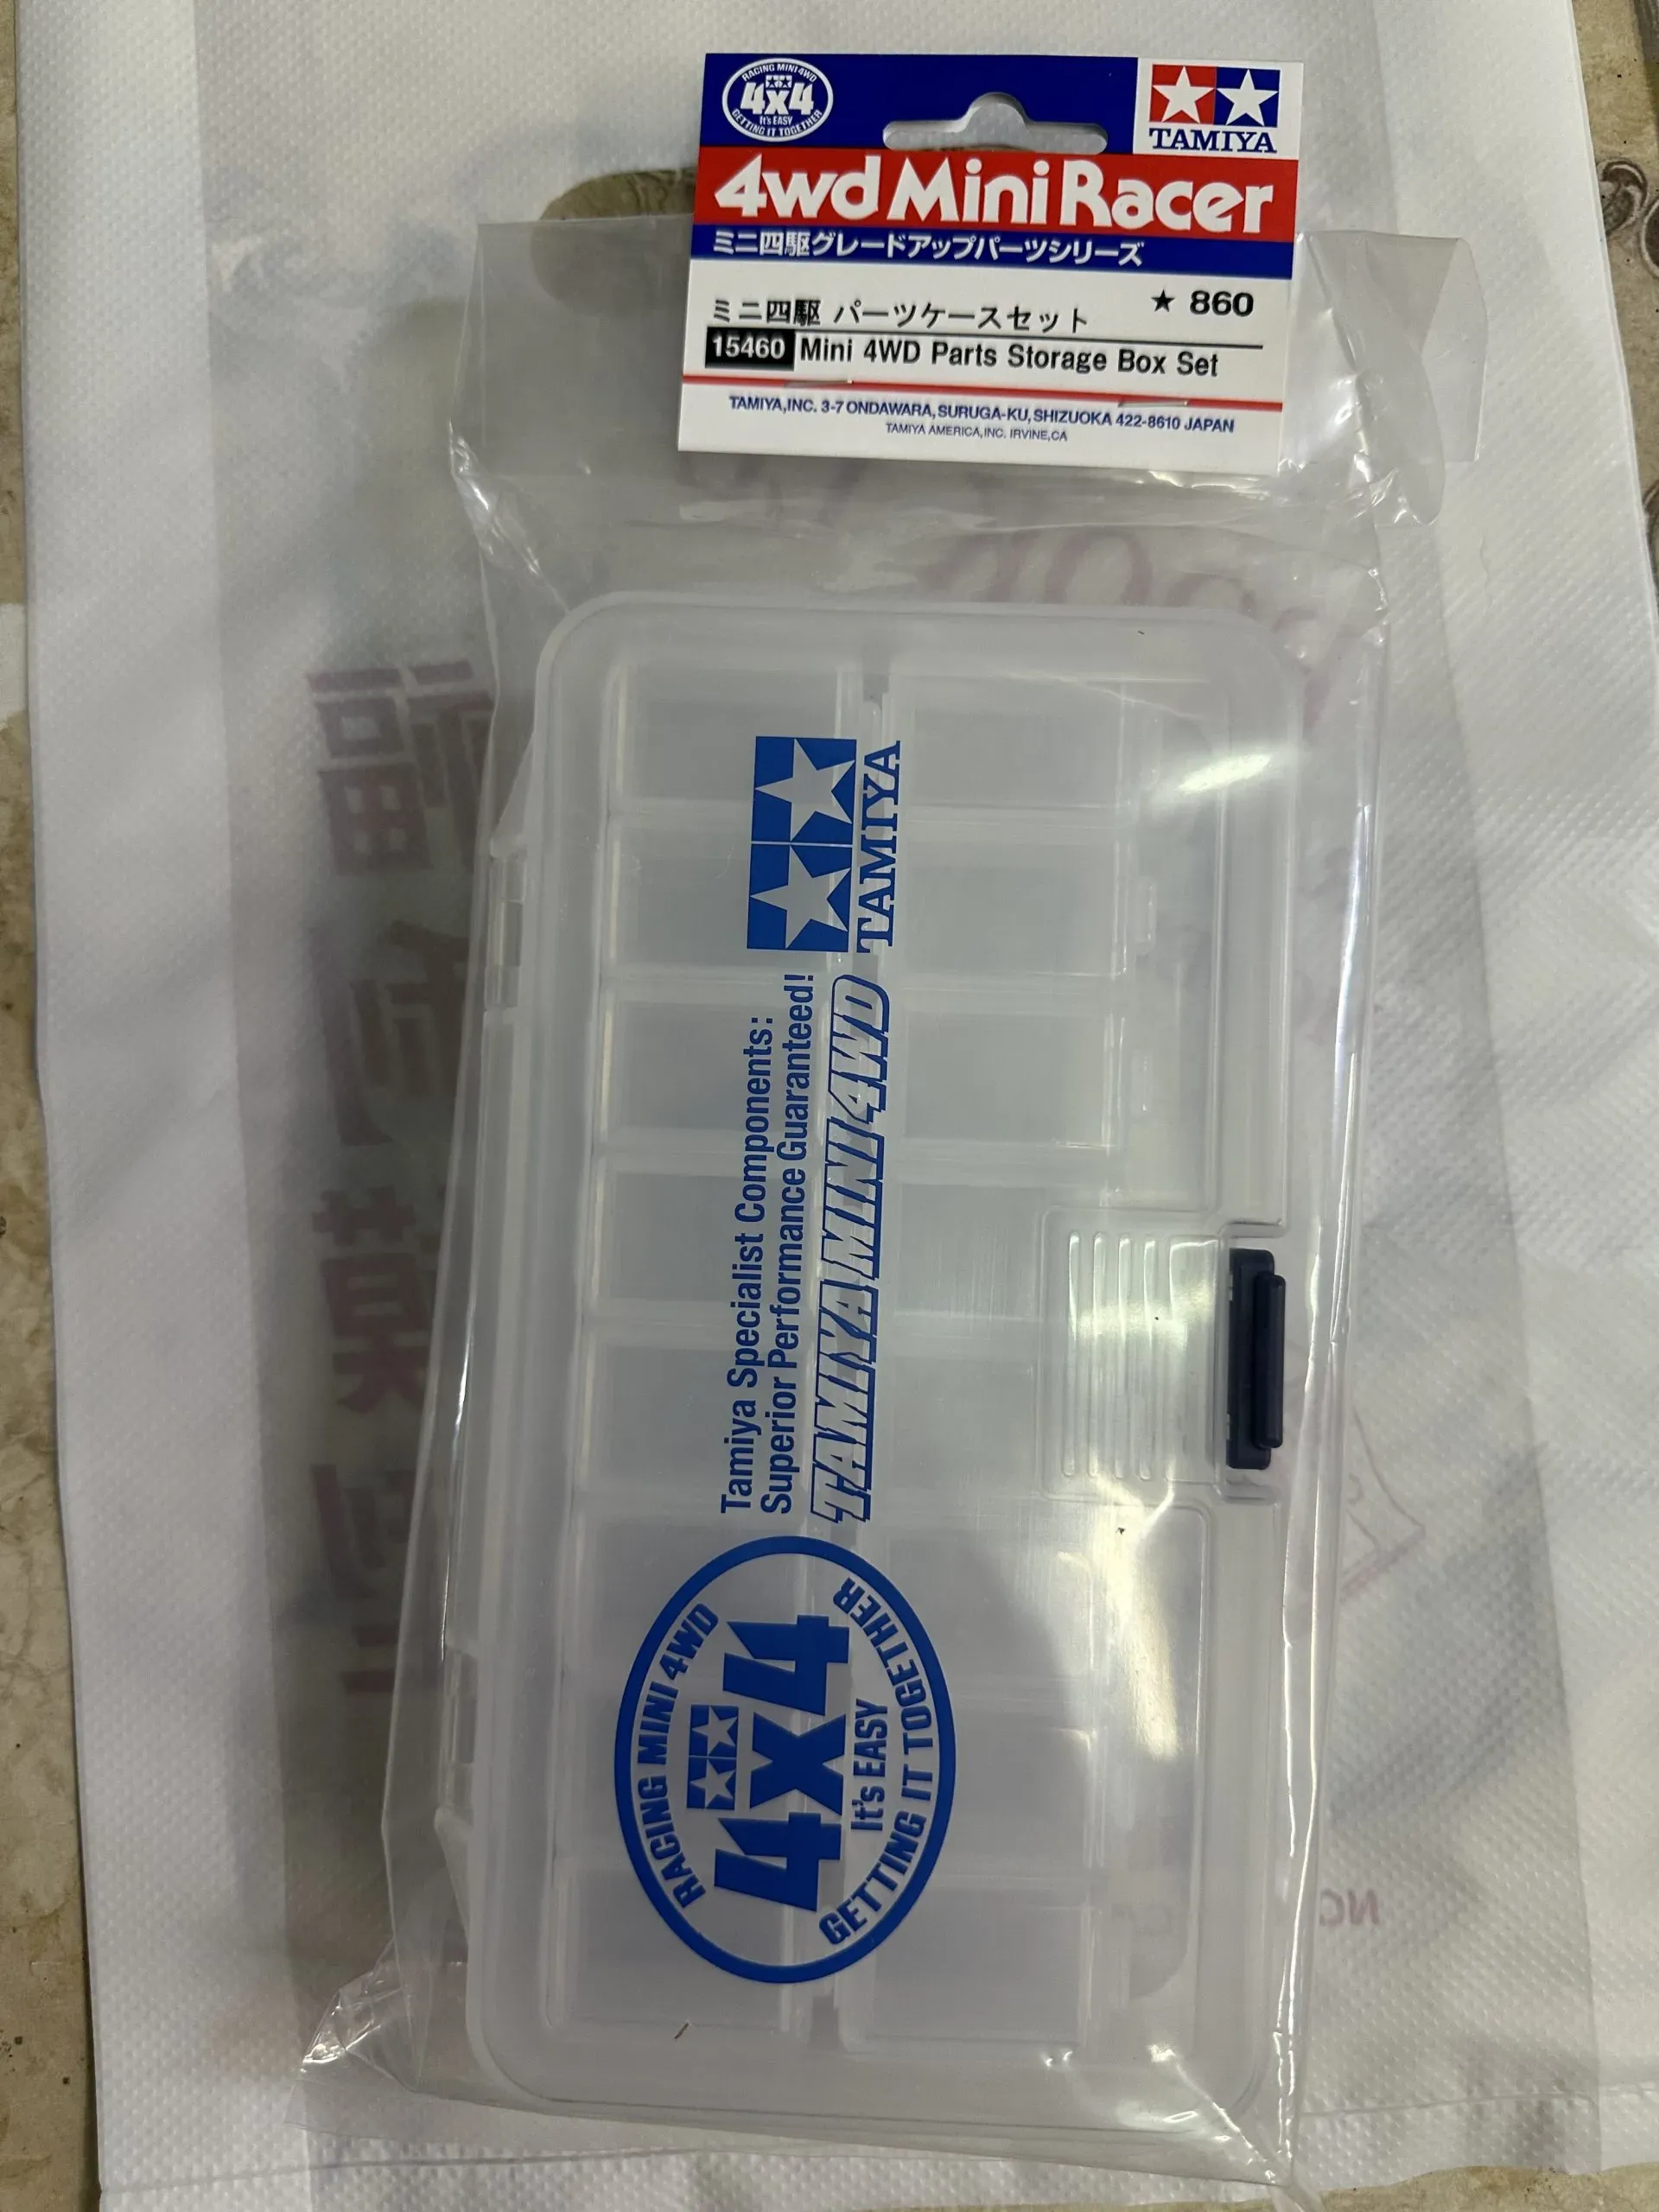 RACING MINI 4WD
4x4
It's EASY
GETTING IT TOGETHER
TAMIYA
4wd Mini Racer
ミニ四駆グレードアップパーツシリーズ
ミニ四駆 パーツケースセット
★ 860
15460 Mini 4WD Parts Storage Box Set
TAMIYA,INC. 3-7 ONDAWARA, SURUGA-KU, SHIZUOKA 422-8610 JAPAN
TAMIYA AMERICA,INC. IRVINE,CA
RACING MINI 4WD
4x4
It's EASY
GETTING IT TOGETHER
Tamiya Specialist Components:
Superior Performance Guaranteed!
TAMIYA MINI 4WD
TAMIYA